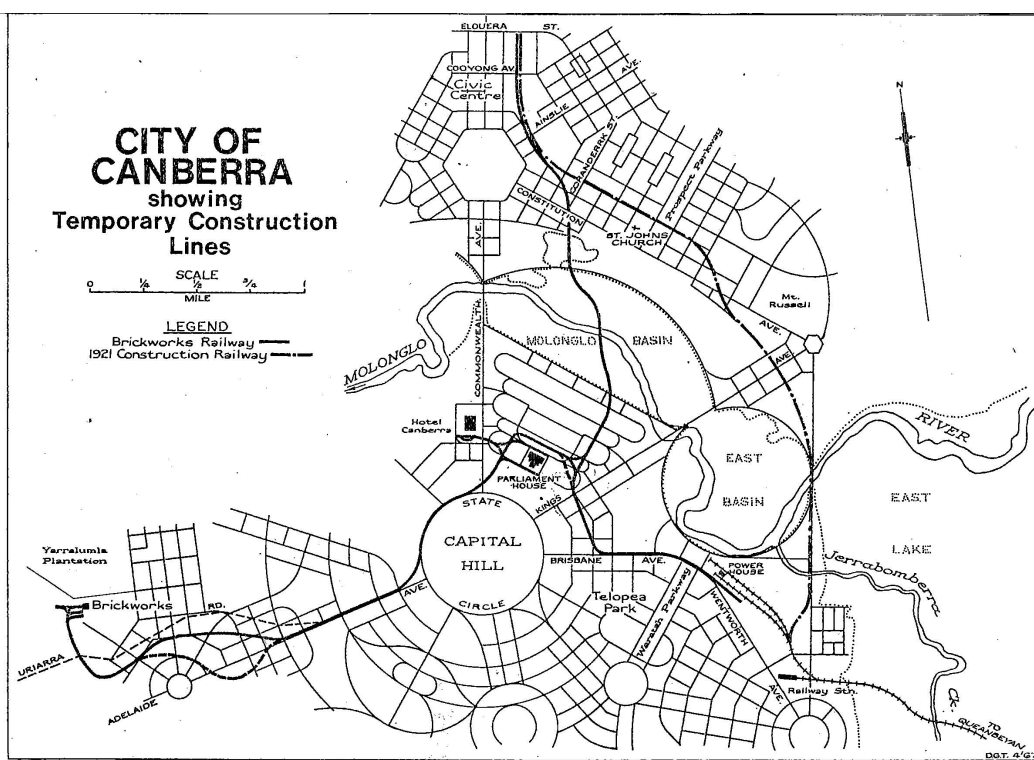 CITY OF
CANBERRA
showing
Temporary Construction
Lines
SCALE
0 1/4 1/2 3/4 1
MILE
LEGEND
Brickworks Railway
1921 Construction Railway
N
ELOUERA ST.
COOYONG AV.
Civic
Centre
AINSLIE AVE.
CORANDERRK ST.
CONSTITUTION AVE.
Prospect Parkway
ST. JOHNS
CHURCH
Mt.
Russell
AVE.
COMMONWEALTH AVE.
MOLONGLO
MOLONGLO BASIN
RIVER
Hotel
Canberra
PARLIAMENT
HOUSE
EAST
BASIN
EAST
LAKE
STATE
CAPITAL
HILL
CIRCLE
KINGS
BRISBANE AVE.
POWER
HOUSE
Jerrabomberra
CK.
Telopea
Park
Waratah Parkway
WENTWORTH
AVE.
Yarralumla
Plantation
Brickworks
RD.
URIARRA
ADELAIDE
AVE.
Railway Stn.
TO
QUEANBEYAN